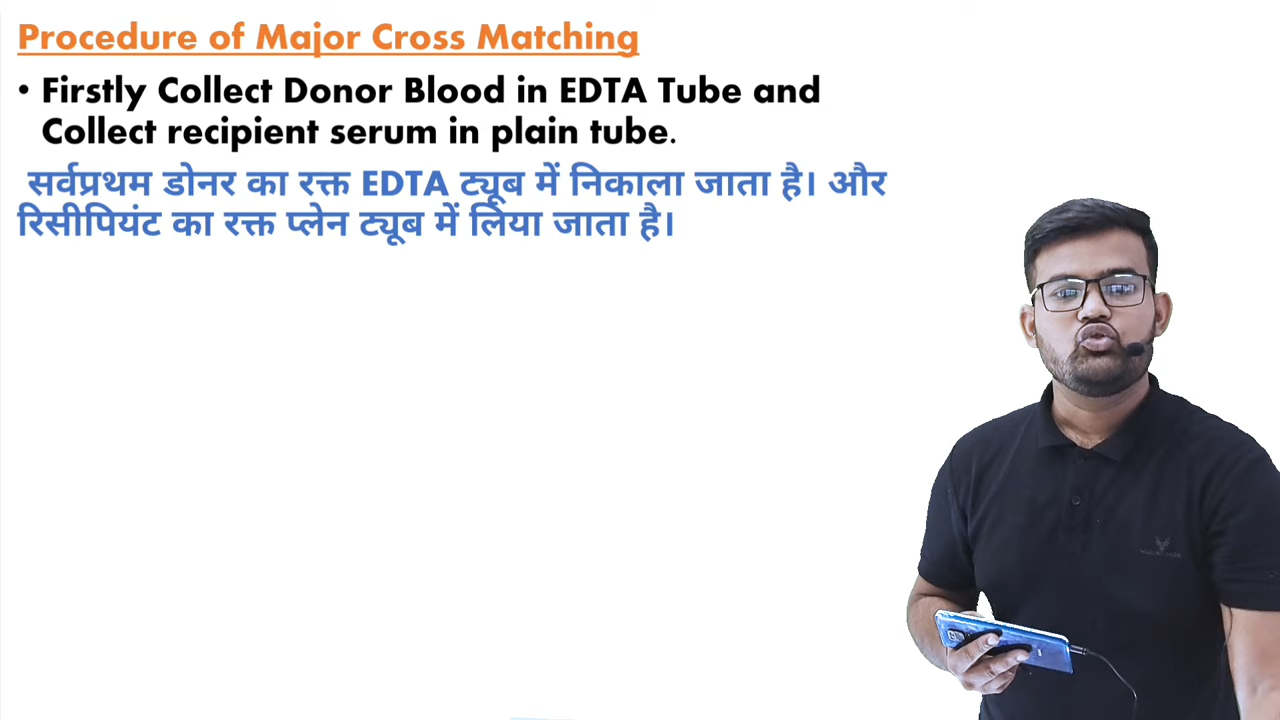 Procedure of Major Cross Matching
• Firstly Collect Donor Blood in EDTA Tube and
Collect recipient serum in plain tube.
सर्वप्रथम डोनर का रक्त EDTA ट्यूब में निकाला जाता है। और
रिसीपियंट का रक्त प्लेन ट्यूब में लिया जाता है।